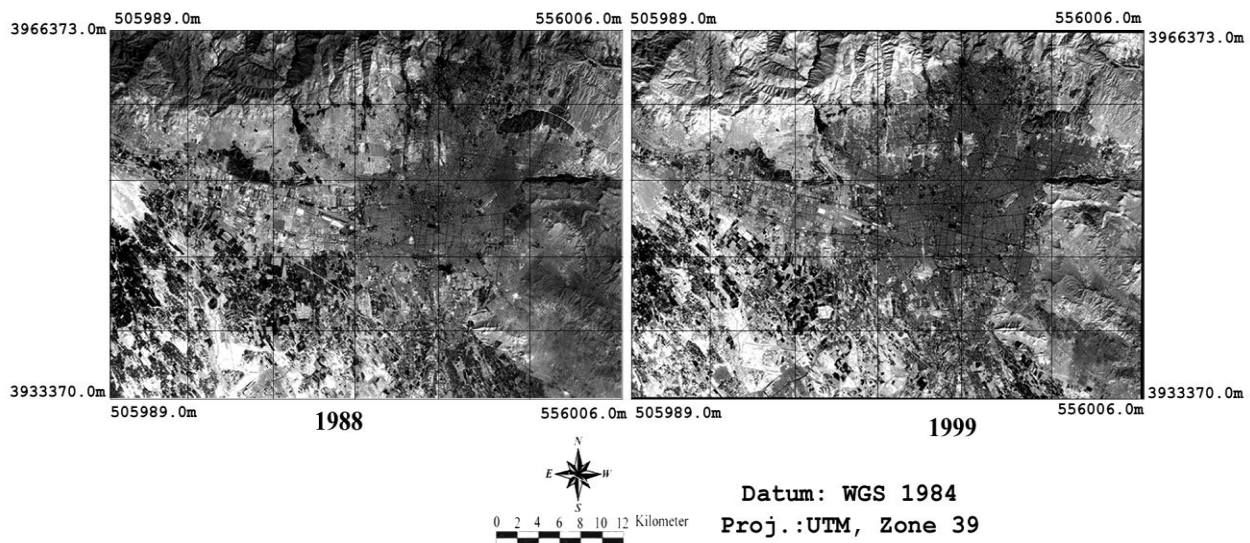 505989.0m 556006.0m
3966373.0m
505989.0m 556006.0m
3966373.0m
3933370.0m
505989.0m 556006.0m
1988
3933370.0m
505989.0m 556006.0m
1999
N
E W
S
0 2 4 6 8 10 12 Kilometer
Datum: WGS 1984
Proj.:UTM, Zone 39